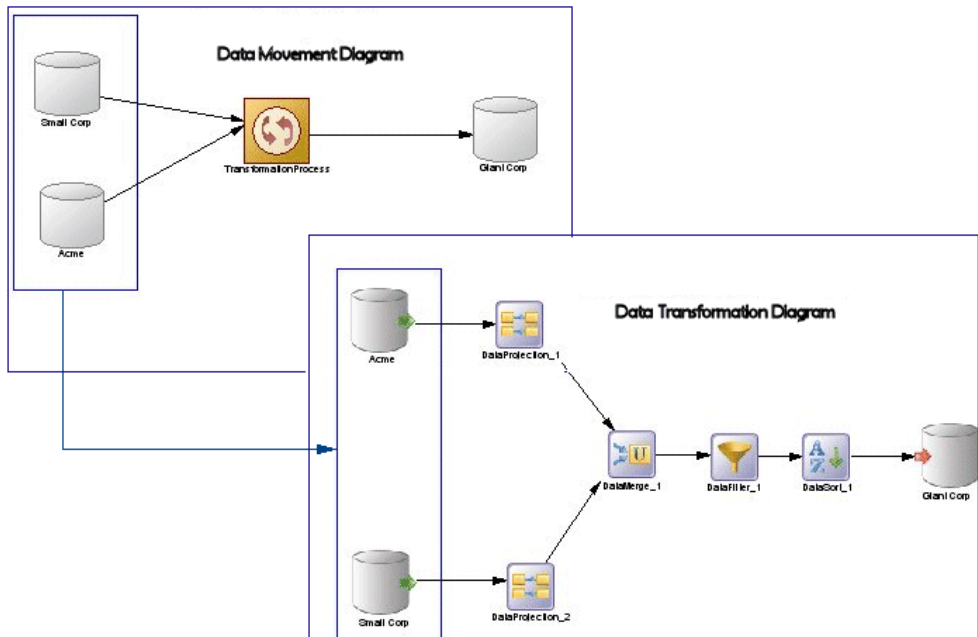 Data Movement Diagram
Small Corp
TransformationProcess
Giant Corp
Acme
Data Transformation Diagram
Acme
DataProjection_1
DataMerge_1
DataFilter_1
DataSort_1
Giant Corp
Small Corp
DataProjection_2